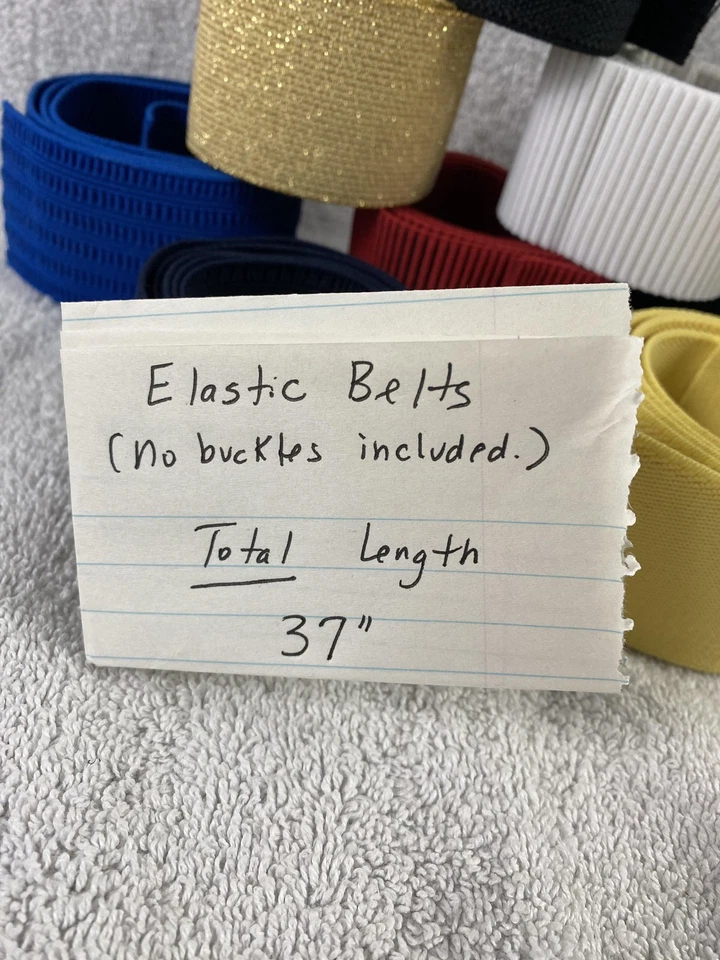 Elastic Belts
(No buckles included.)
Total Length
37"